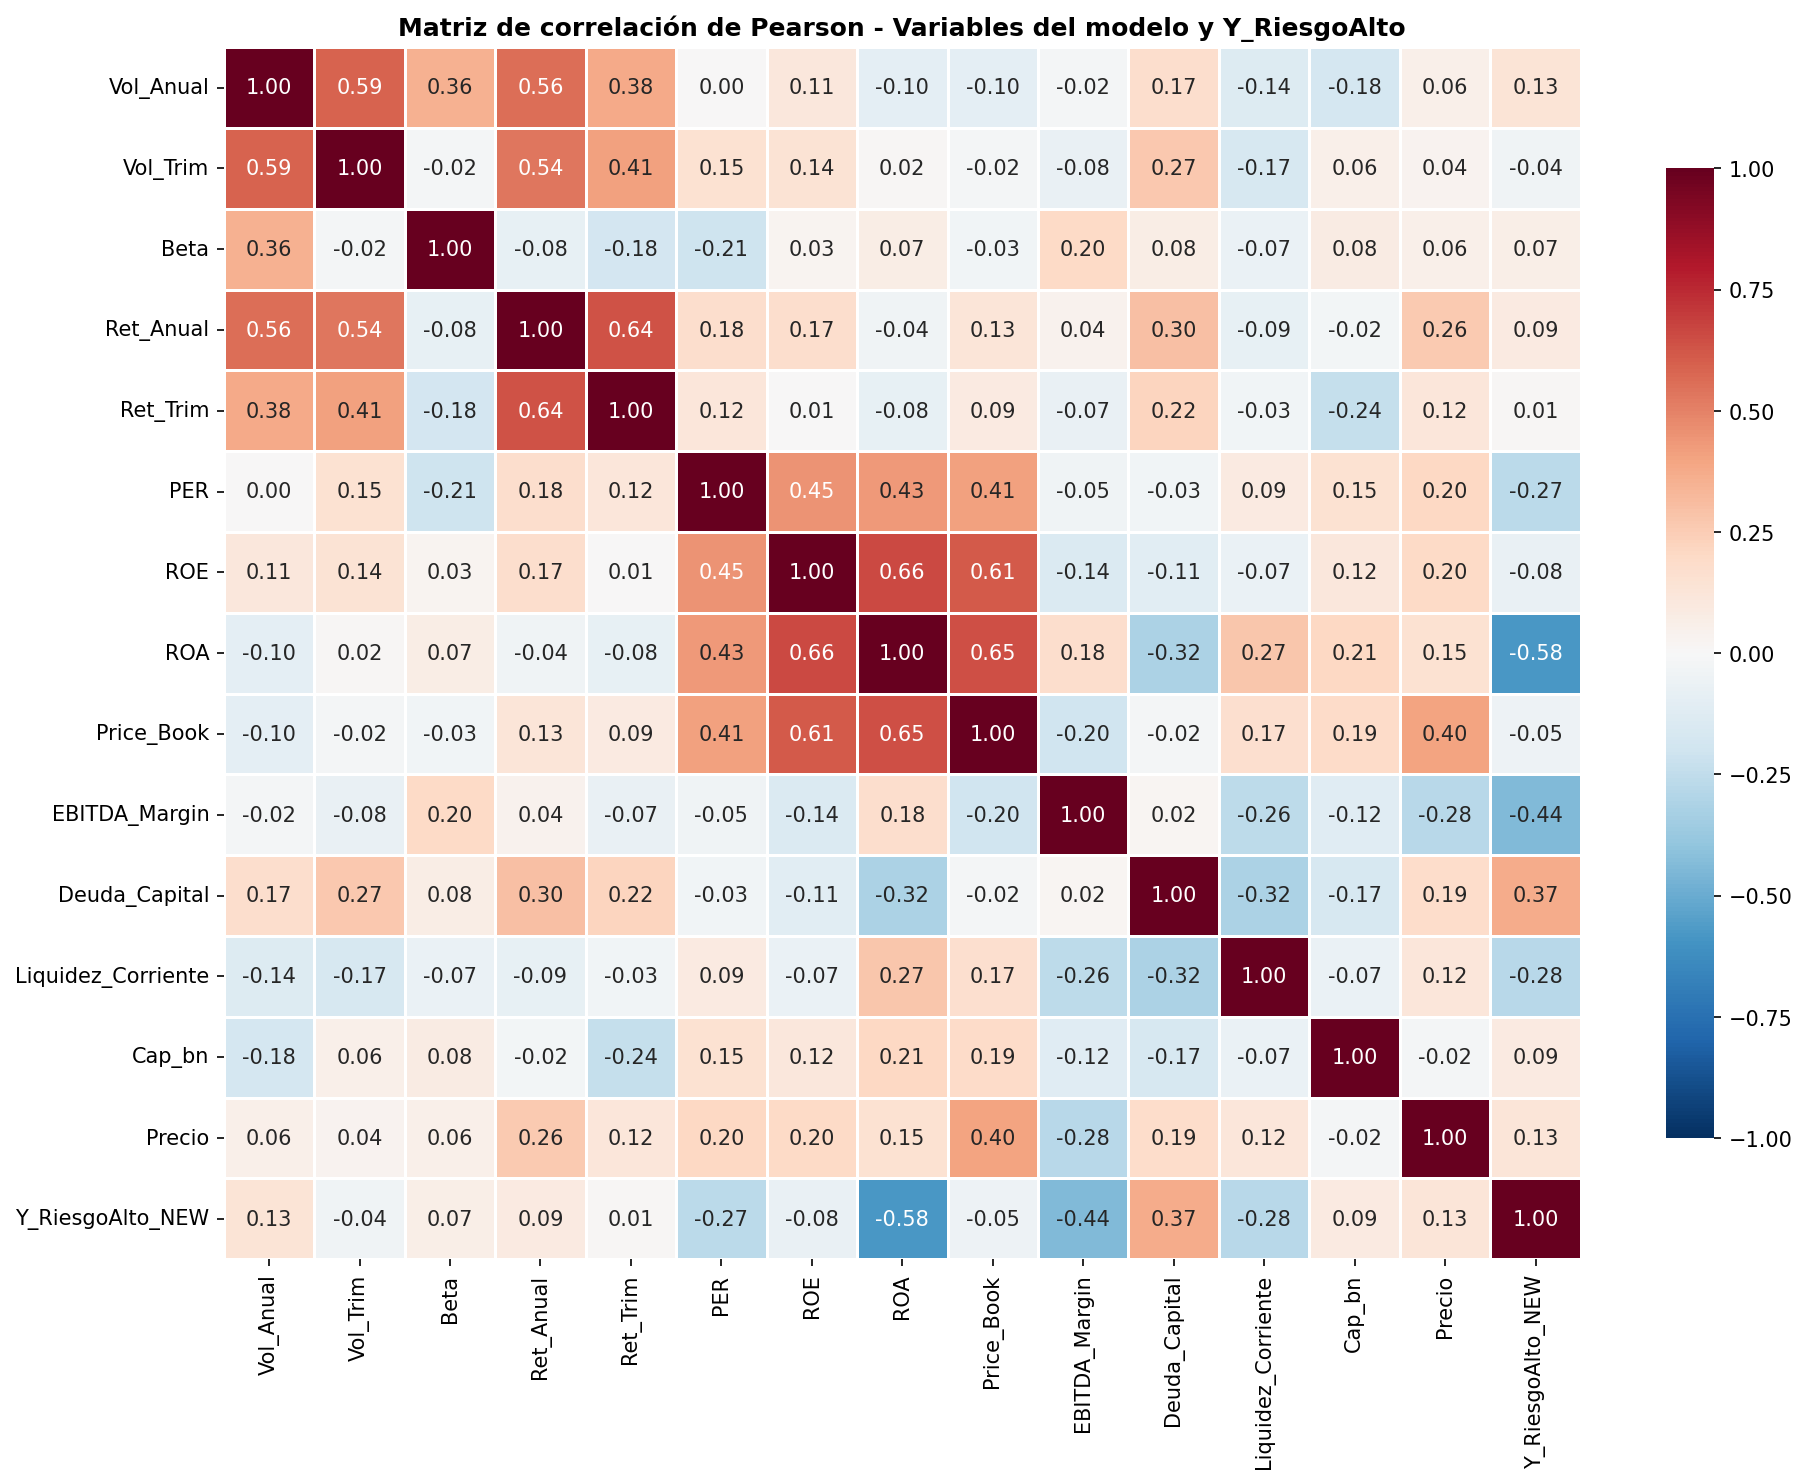 Matriz de correlación de Pearson - Variables del modelo y Y_RiesgoAlto
Vol_Anual 1.00 0.59 0.36 0.56 0.38 0.00 0.11 -0.10 -0.10 -0.02 0.17 -0.14 -0.18 0.06 0.13
Vol_Trim 0.59 1.00 -0.02 0.54 0.41 0.15 0.14 0.02 -0.02 -0.08 0.27 -0.17 0.06 0.04 -0.04
Beta 0.36 -0.02 1.00 -0.08 -0.18 -0.21 0.03 0.07 -0.03 0.20 0.08 -0.07 0.08 0.06 0.07
Ret_Anual 0.56 0.54 -0.08 1.00 0.64 0.18 0.17 -0.04 0.13 0.04 0.30 -0.09 -0.02 0.26 0.09
Ret_Trim 0.38 0.41 -0.18 0.64 1.00 0.12 0.01 -0.08 0.09 -0.07 0.22 -0.03 -0.24 0.12 0.01
PER 0.00 0.15 -0.21 0.18 0.12 1.00 0.45 0.43 0.41 -0.05 -0.03 0.09 0.15 0.20 -0.27
ROE 0.11 0.14 0.03 0.17 0.01 0.45 1.00 0.66 0.61 -0.14 -0.11 -0.07 0.12 0.20 -0.08
ROA -0.10 0.02 0.07 -0.04 -0.08 0.43 0.66 1.00 0.65 0.18 -0.32 0.27 0.21 0.15 -0.58
Price_Book -0.10 -0.02 -0.03 0.13 0.09 0.41 0.61 0.65 1.00 -0.20 -0.02 0.17 0.19 0.40 -0.05
EBITDA_Margin -0.02 -0.08 0.20 0.04 -0.07 -0.05 -0.14 0.18 -0.20 1.00 0.02 -0.26 -0.12 -0.28 -0.44
Deuda_Capital 0.17 0.27 0.08 0.30 0.22 -0.03 -0.11 -0.32 -0.02 0.02 1.00 -0.32 -0.17 0.19 0.37
Liquidez_Corriente -0.14 -0.17 -0.07 -0.09 -0.03 0.09 -0.07 0.27 0.17 -0.26 -0.32 1.00 -0.07 0.12 -0.28
Cap_bn -0.18 0.06 0.08 -0.02 -0.24 0.15 0.12 0.21 0.19 -0.12 -0.17 -0.07 1.00 -0.02 0.09
Precio 0.06 0.04 0.06 0.26 0.12 0.20 0.20 0.15 0.40 -0.28 0.19 0.12 -0.02 1.00 0.13
Y_RiesgoAlto_NEW 0.13 -0.04 0.07 0.09 0.01 -0.27 -0.08 -0.58 -0.05 -0.44 0.37 -0.28 0.09 0.13 1.00
Vol_Anual
Vol_Trim
Beta
Ret_Anual
Ret_Trim
PER
ROE
ROA
Price_Book
EBITDA_Margin
Deuda_Capital
Liquidez_Corriente
Cap_bn
Precio
Y_RiesgoAlto_NEW
1.00
0.75
0.50
0.25
0.00
−0.25
−0.50
−0.75
−1.00